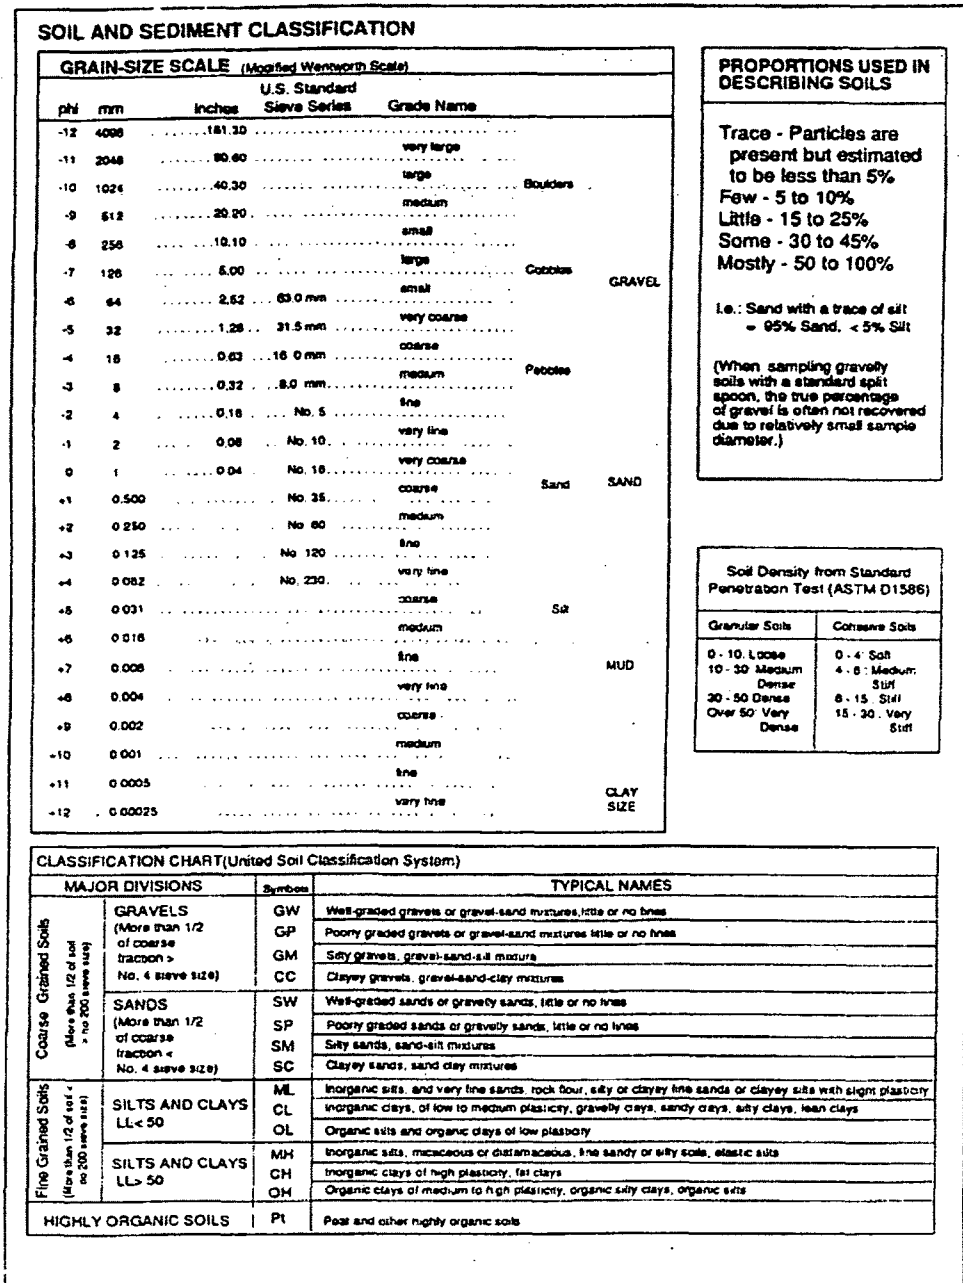 SOIL AND SEDIMENT CLASSIFICATION
GRAIN-SIZE SCALE (Modified Wentworth Scale)
U.S. Standard
phi mm Inches Sieve Series Grade Name
-12 4096 161.30
very large
-11 2048 80.60
large
-10 1024 40.30 Boulders
medium
-9 512 20.20
small
-8 256 10.10
large
-7 128 5.00 Cobbles
GRAVEL
small
-6 64 2.52 63.0 mm
very coarse
-5 32 1.26 31.5 mm
coarse
-4 16 0.63 16 0 mm
Pebbles
medium
-3 8 0.32 8.0 mm
fine
-2 4 0.16 No. 5
very fine
-1 2 0.08 No. 10
very coarse
0 1 0.04 No. 18
coarse Sand SAND
+1 0.500 No. 35
medium
+2 0 250 No 60
fine
+3 0 125 No 120
very fine
+4 0 062 No. 230
coarse
+5 0 031 Silt
medium
+6 0 016
fine
+7 0.008 MUD
very fine
+8 0.004
coarse
+9 0.002
medium
+10 0 001
fine
+11 0 0005
CLAY
very fine SIZE
+12 0 00025
PROPORTIONS USED IN
DESCRIBING SOILS
Trace - Particles are
present but estimated
to be less than 5%
Few - 5 to 10%
Little - 15 to 25%
Some - 30 to 45%
Mostly - 50 to 100%
i.e.: Sand with a trace of silt
= 95% Sand, < 5% Silt
(When sampling gravelly
soils with a standard split
spoon, the true percentage
of gravel is often not recovered
due to relatively small sample
diameter.)
Soil Density from Standard
Penetration Test (ASTM D1586)
Granular Soils Cohesive Soils
0 - 10: Loose 0 - 4: Soft
10 - 30: Medium 4 - 8 : Medium
Dense Stiff
30 - 50 Dense 8 - 15 : Stiff
Over 50: Very 15 - 30 : Very
Dense Stiff
CLASSIFICATION CHART(United Soil Classification System)
MAJOR DIVISIONS Symbols TYPICAL NAMES
Coarse Grained Soils
(More than 1/2 of soil
> no 200 sieve size)
GRAVELS
(More than 1/2
of coarse
fraction >
No. 4 sieve size)
GW Well-graded gravels or gravel-sand mixtures, little or no fines
GP Poorly graded gravels or gravel-sand mixtures little or no fines
GM Silty gravels, gravel-sand-silt mixture
CC Clayey gravels, gravel-sand-clay mixtures
SANDS
(More than 1/2
of coarse
fraction <
No. 4 sieve size)
SW Well-graded sands or gravelly sands, little or no fines
SP Poorly graded sands or gravelly sands, little or no fines
SM Silty sands, sand-silt mixtures
SC Clayey sands, sand clay mixtures
Fine Grained Soils
(More than 1/2 of soil <
no 200 sieve size)
SILTS AND CLAYS
LL< 50
ML Inorganic silts, and very fine sands, rock flour, silty or clayey fine sands or clayey silts with slight plasticity
CL Inorganic clays, of low to medium plasticity, gravelly clays, sandy clays, silty clays, lean clays
OL Organic silts and organic clays of low plasticity
SILTS AND CLAYS
LL> 50
MH Inorganic silts, micaceous or diatamaceous, fine sandy or silty soils, elastic silts
CH Inorganic clays of high plasticity, fat clays
OH Organic clays of medium to high plasticity, organic silty clays, organic silts
HIGHLY ORGANIC SOILS Pt Peat and other highly organic soils